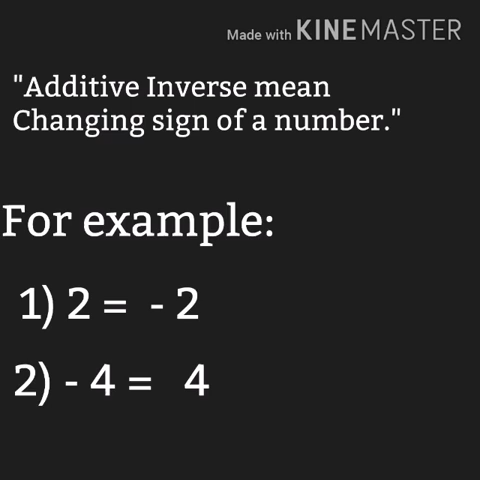 Made with KINEMASTER
"Additive Inverse mean
Changing sign of a number."
For example:
1) 2 = - 2
2) - 4 = 4